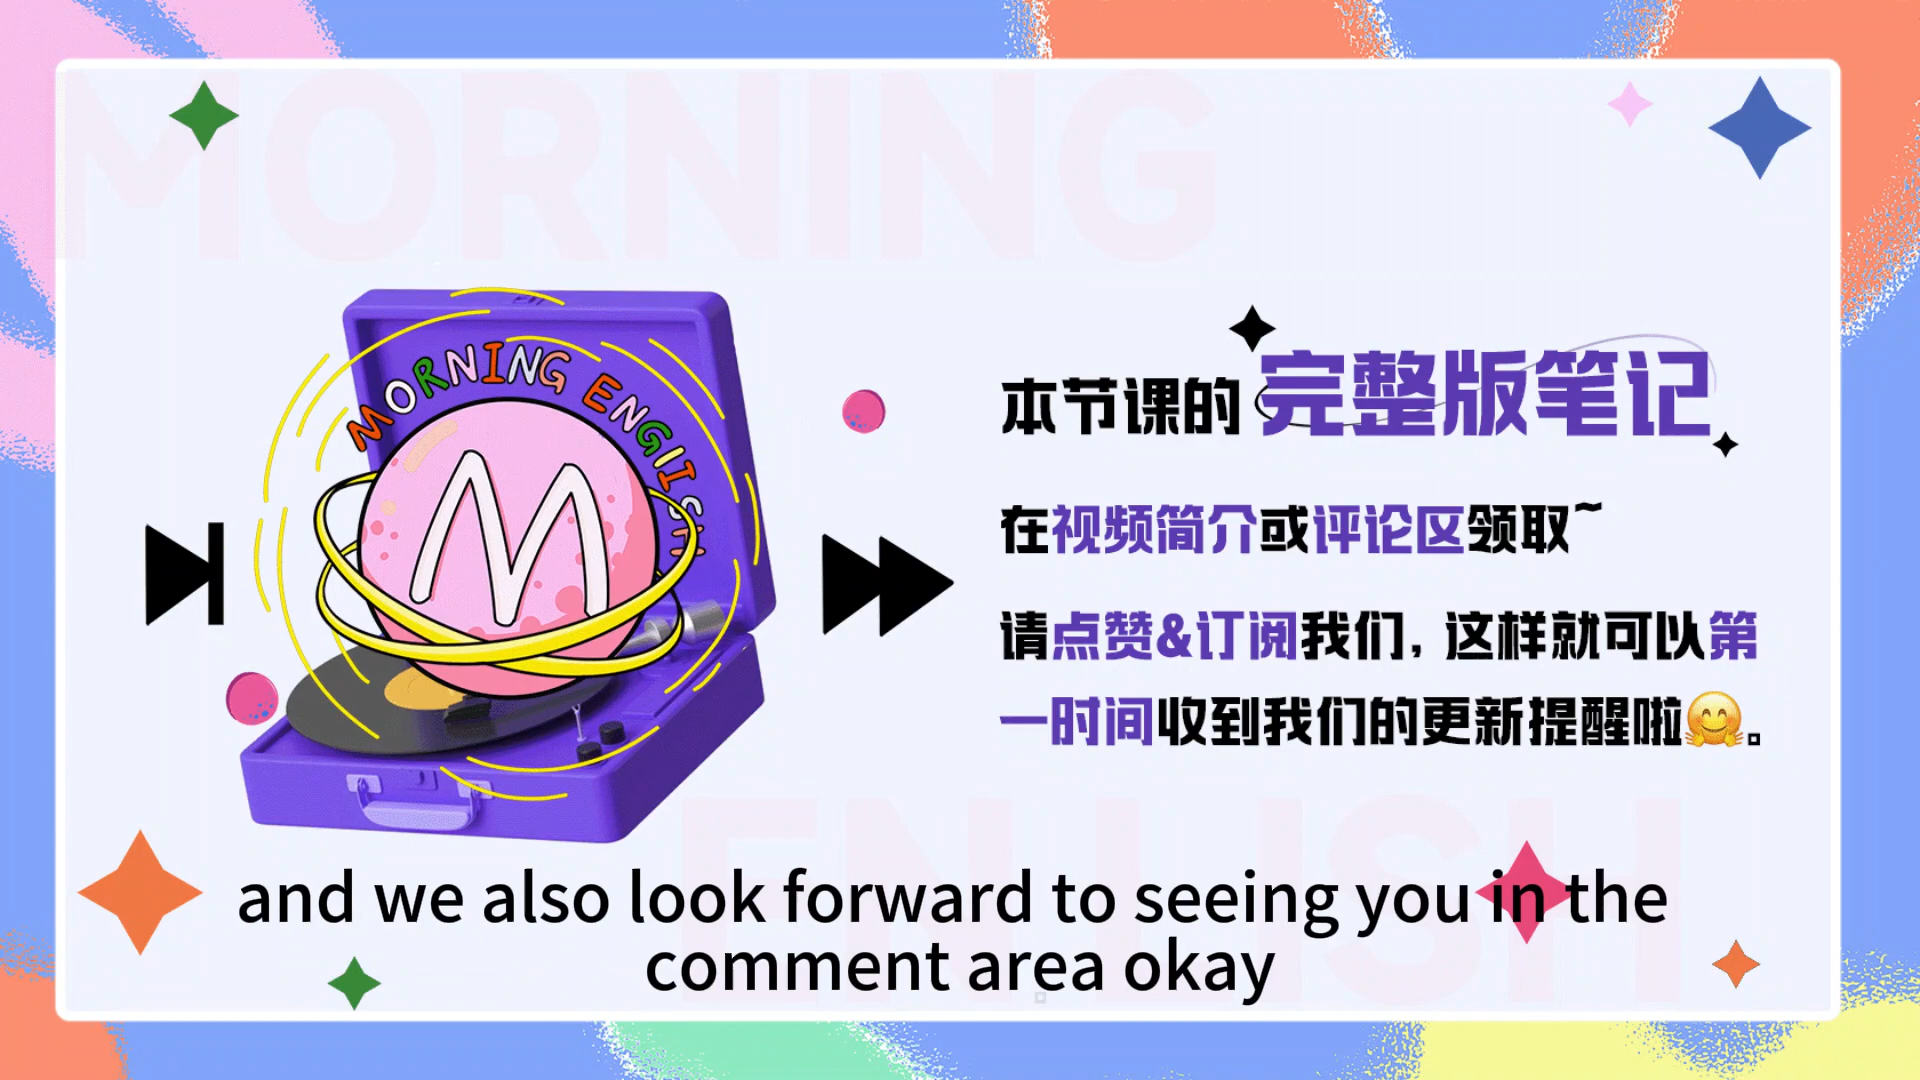 MORNING
MORNING ENGLISH
M
本节课的 完整版笔记
在视频简介或评论区领取~
请点赞&订阅我们，这样就可以第
一时间收到我们的更新提醒啦🤗。
ENLISH
and we also look forward to seeing you in the
comment area okay